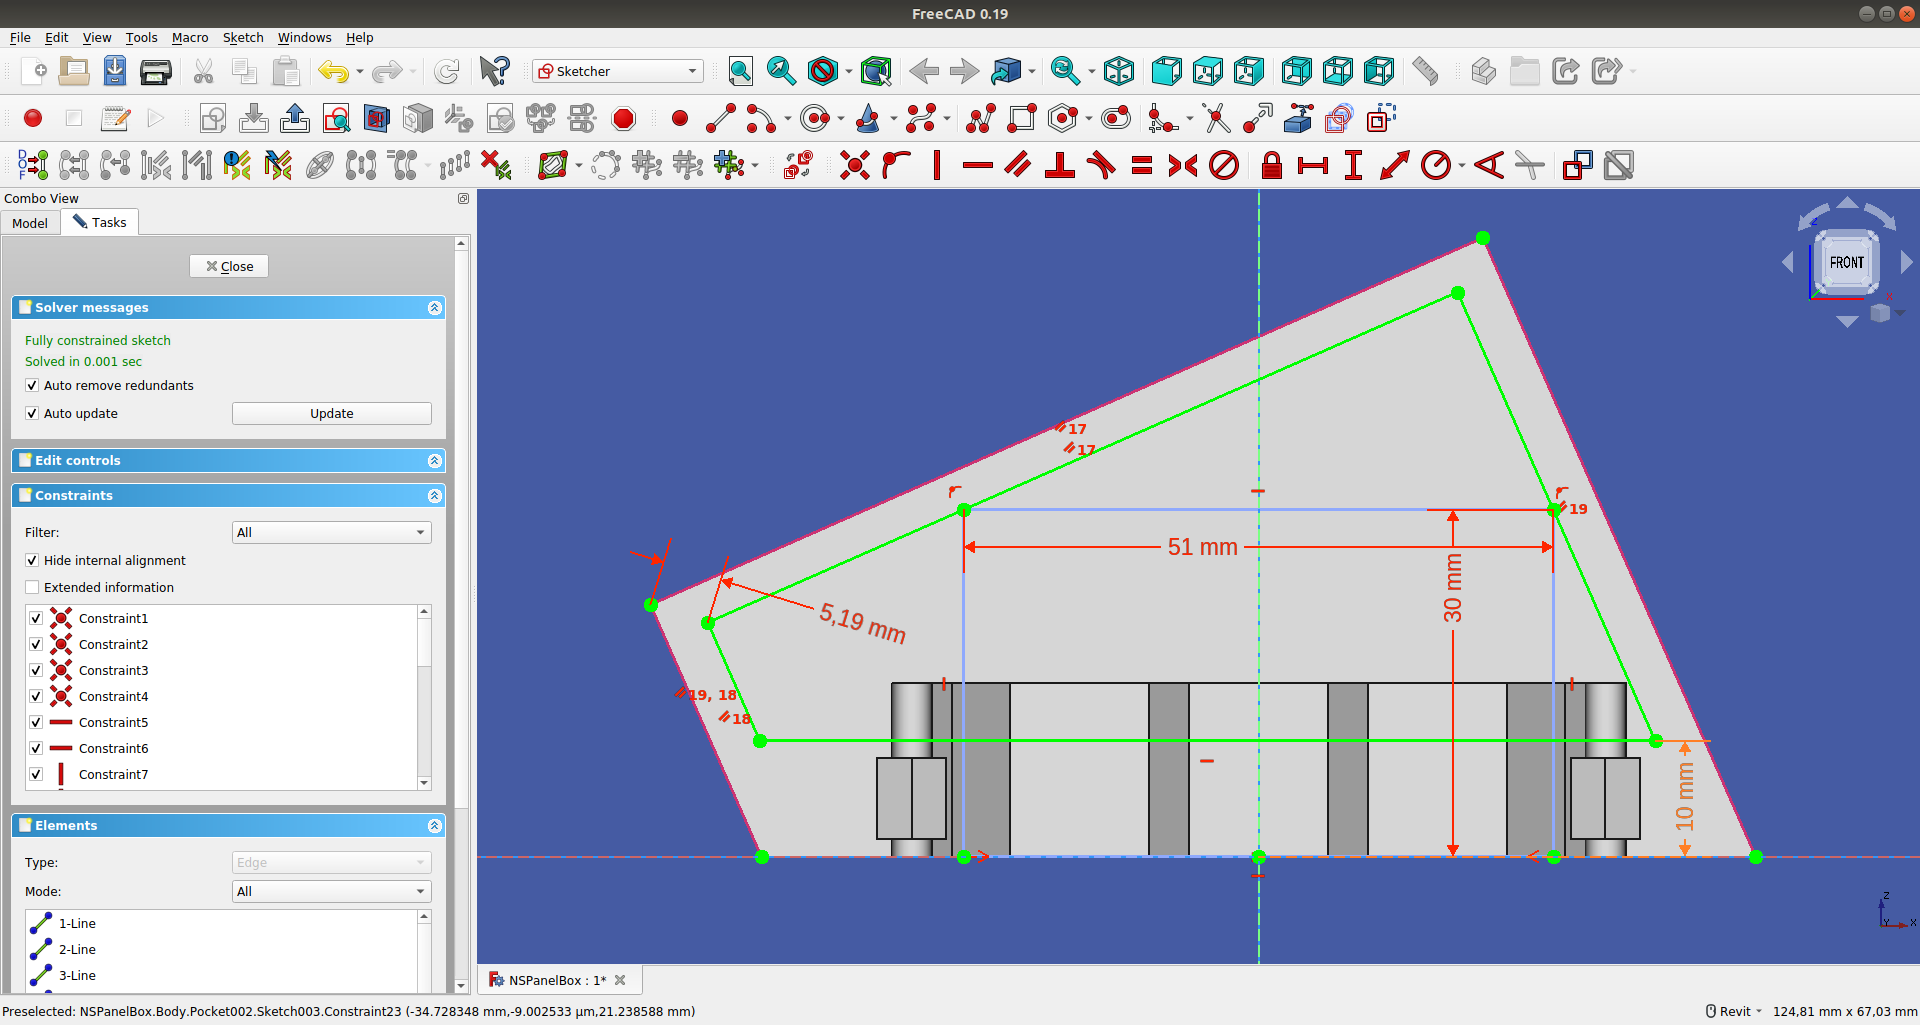 FreeCAD 0.19
File Edit View Tools Macro Sketch Windows Help
Sketcher
DOF
Combo View
Model Tasks
Close
Solver messages
Fully constrained sketch
Solved in 0.001 sec
Auto remove redundants
Auto update Update
Edit controls
Constraints
Filter: All
Hide internal alignment
Extended information
Constraint1
Constraint2
Constraint3
Constraint4
Constraint5
Constraint6
Constraint7
Elements
Type: Edge
Mode: All
1-Line
2-Line
3-Line
Z
FRONT
17
17
19
51 mm
30 mm
5,19 mm
19, 18
18
10 mm
Z
Y X
NSPanelBox : 1*
Preselected: NSPanelBox.Body.Pocket002.Sketch003.Constraint23 (-34.728348 mm,-9.002533 µm,21.238588 mm)
Revit 124,81 mm x 67,03 mm